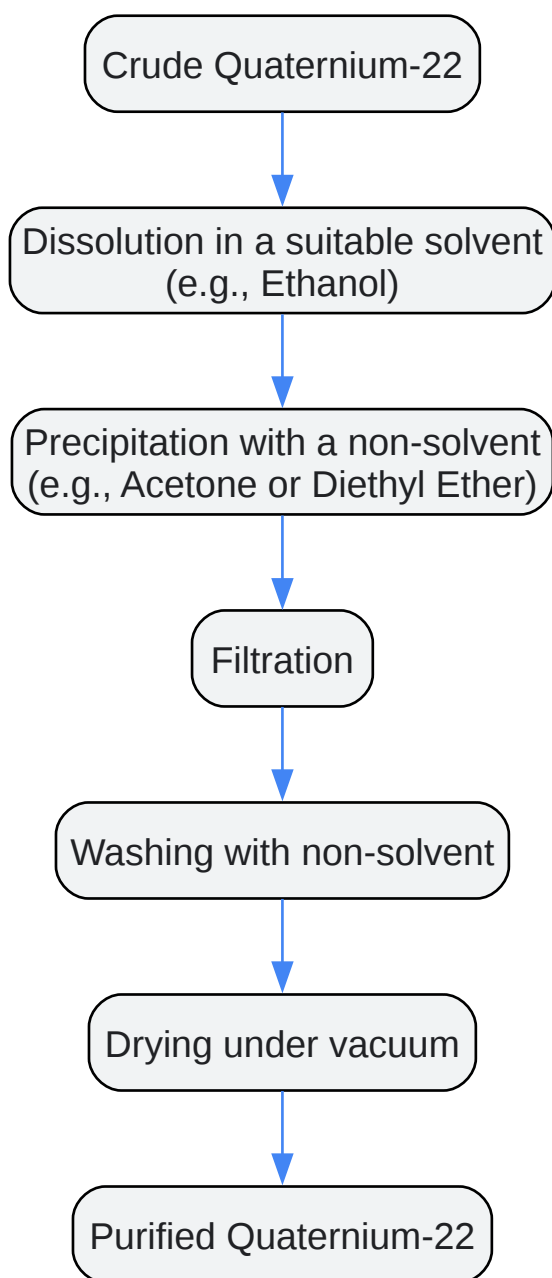 Crude Quaternium-22
Dissolution in a suitable solvent
(e.g., Ethanol)
Precipitation with a non-solvent
(e.g., Acetone or Diethyl Ether)
Filtration
Washing with non-solvent
Drying under vacuum
Purified Quaternium-22